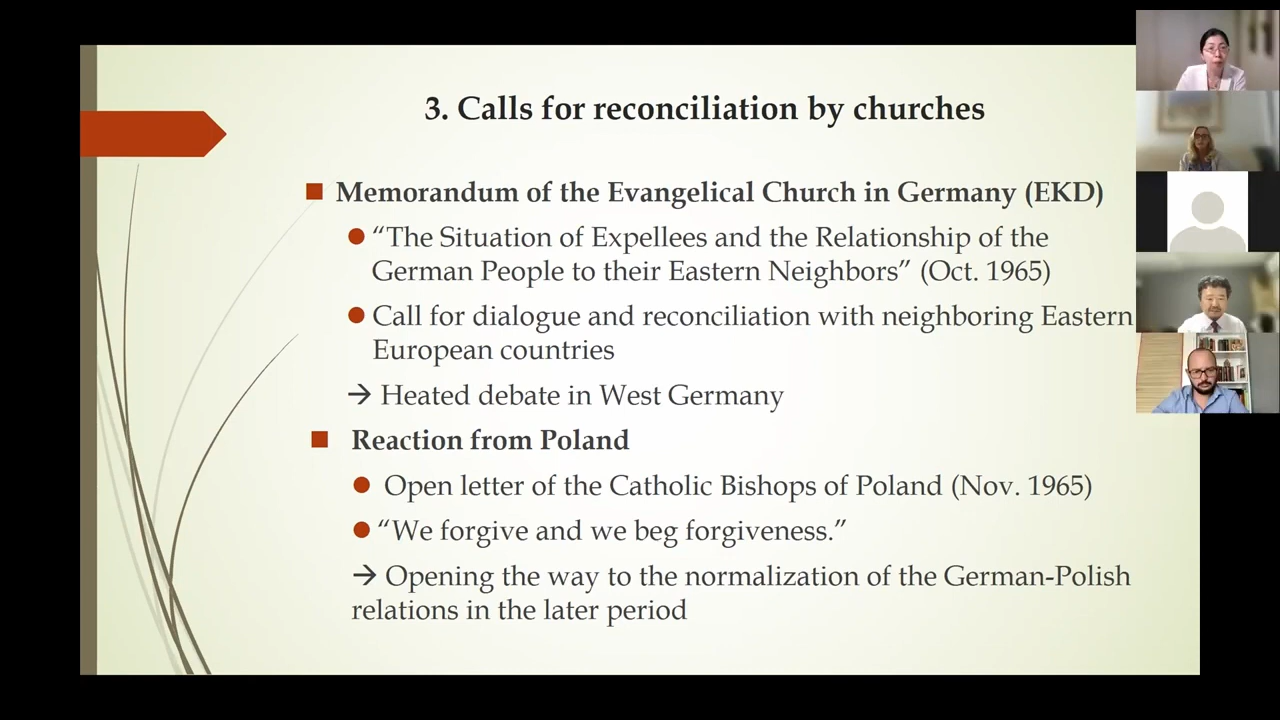 3. Calls for reconciliation by churches
Memorandum of the Evangelical Church in Germany (EKD)
“The Situation of Expellees and the Relationship of the
German People to their Eastern Neighbors” (Oct. 1965)
Call for dialogue and reconciliation with neighboring Eastern
European countries
→ Heated debate in West Germany
Reaction from Poland
Open letter of the Catholic Bishops of Poland (Nov. 1965)
“We forgive and we beg forgiveness.”
→ Opening the way to the normalization of the German-Polish
relations in the later period